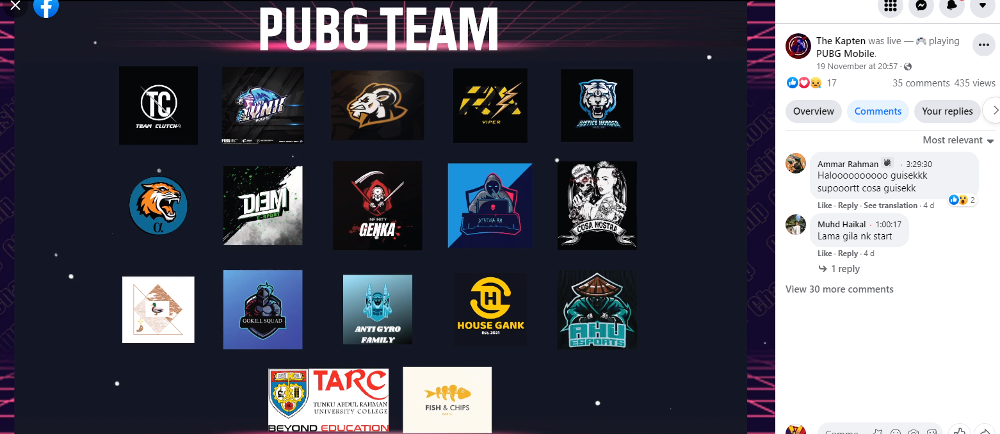 PUBG TEAM
TC
TEAM CLUTCH
LYNX
VIPER
JUSTICE MURDER
α
DIEM
E-SPORT
INFINITY
GENKA
ATHENA RR
COSA NOSTRA
GOKILL SQUAD
ANTI GYRO
FAMILY
H
HOUSE GANK
Est. 2021
AHU
ESPORTS
TARC
TUNKU ABDUL RAHMAN
UNIVERSITY COLLEGE
BEYOND EDUCATION
FISH & CHIPS
The Kapten was live — 🎮 playing
PUBG Mobile.
19 November at 20:57 ·
17 35 comments 435 views
Overview Comments Your replies
Most relevant
Ammar Rahman · 3:29:30
Haloooooooooo guisekkk
supooortt cosa guisekk
Like · Reply · See translation · 4 d 2
Muhd Haikal · 1:00:17
Lama gila nk start
Like · Reply · 4 d
1 reply
View 30 more comments